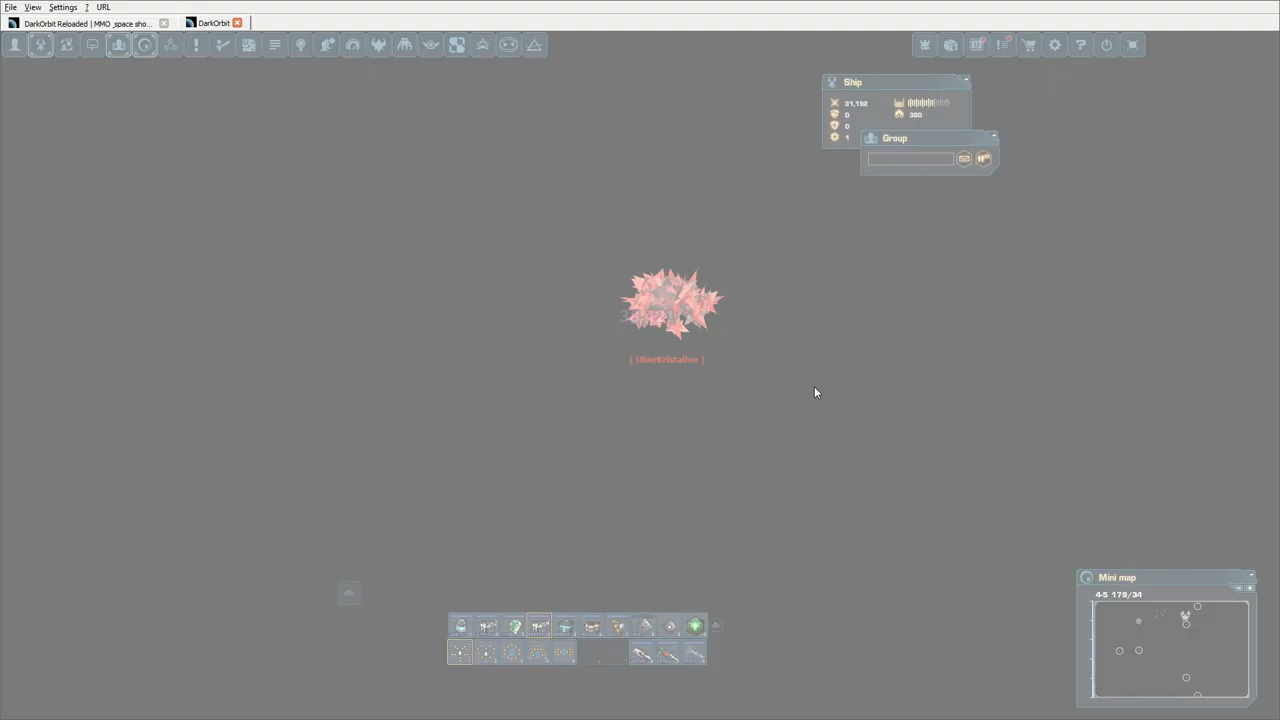 File View Settings ? URL
DarkOrbit Reloaded | MMO space sho...
DarkOrbit
Ship
31,192
0
360
0
1
Group
[ UberKristallon ]
Mini map
4-5 179/34